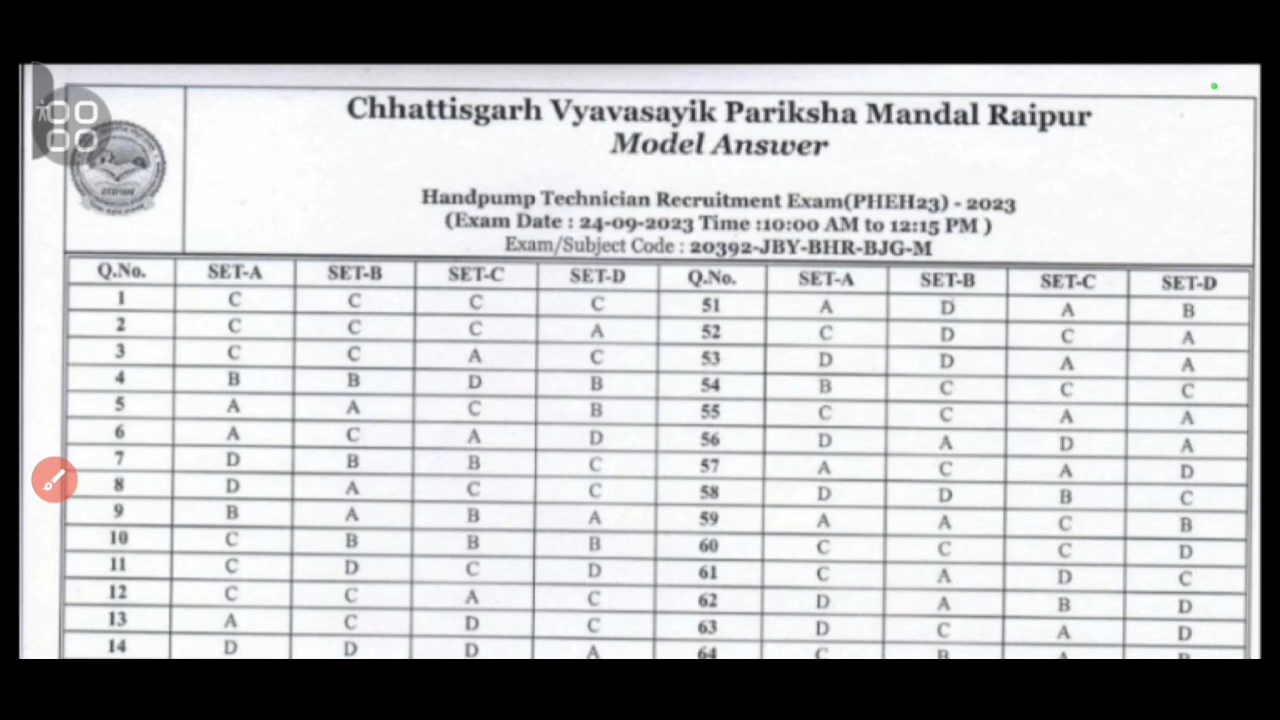 Chhattisgarh Vyavasayik Pariksha Mandal Raipur
Model Answer
Handpump Technician Recruitment Exam(PHEH23) - 2023
(Exam Date : 24-09-2023 Time :10:00 AM to 12:15 PM )
Exam/Subject Code : 20392-JBY-BHR-BJG-M
Q.No. SET-A SET-B SET-C SET-D Q.No. SET-A SET-B SET-C SET-D
1 C C C C 51 A D A B
2 C C C A 52 C D C A
3 C C A C 53 D D A A
4 B B D B 54 B C C C
5 A A C B 55 C C A A
6 A C A D 56 D A D A
7 D B B C 57 A C A D
8 D A C C 58 D D B C
9 B A B A 59 A A C B
10 C B B B 60 C C C D
11 C D C D 61 C A D C
12 C C A C 62 D A B D
13 A C D C 63 D C A D
14 D D D A 64 C B A B